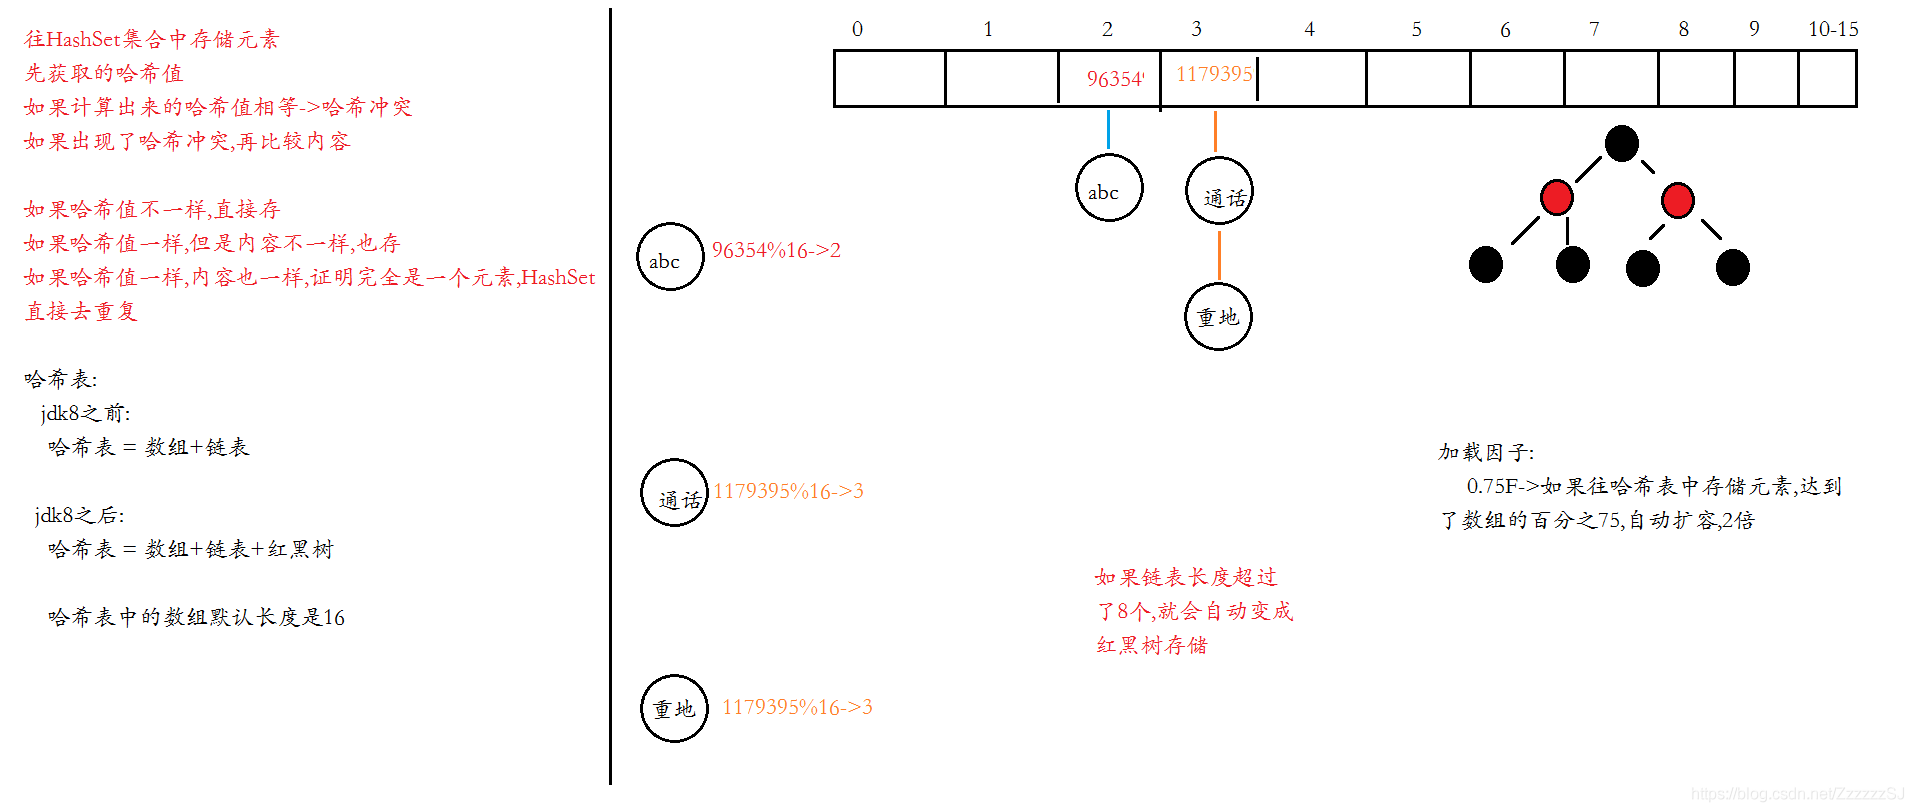 往HashSet集合中存储元素
先获取的哈希值
如果计算出来的哈希值相等->哈希冲突
如果出现了哈希冲突,再比较内容
如果哈希值不一样,直接存
如果哈希值一样,但是内容不一样,也存
如果哈希值一样,内容也一样,证明完全是一个元素,HashSet
直接去重复
哈希表:
jdk8之前:
哈希表 = 数组+链表
jdk8之后:
哈希表 = 数组+链表+红黑树
哈希表中的数组默认长度是16
0 1 2 3 4 5 6 7 8 9 10-15
96354 1179395
abc 通话
重地
abc 96354%16->2
通话 1179395%16->3
重地 1179395%16->3
如果链表长度超过
了8个,就会自动变成
红黑树存储
加载因子:
0.75F->如果往哈希表中存储元素,达到
了数组的百分之75,自动扩容,2倍
https://blog.csdn.net/ZzzzzzSJ